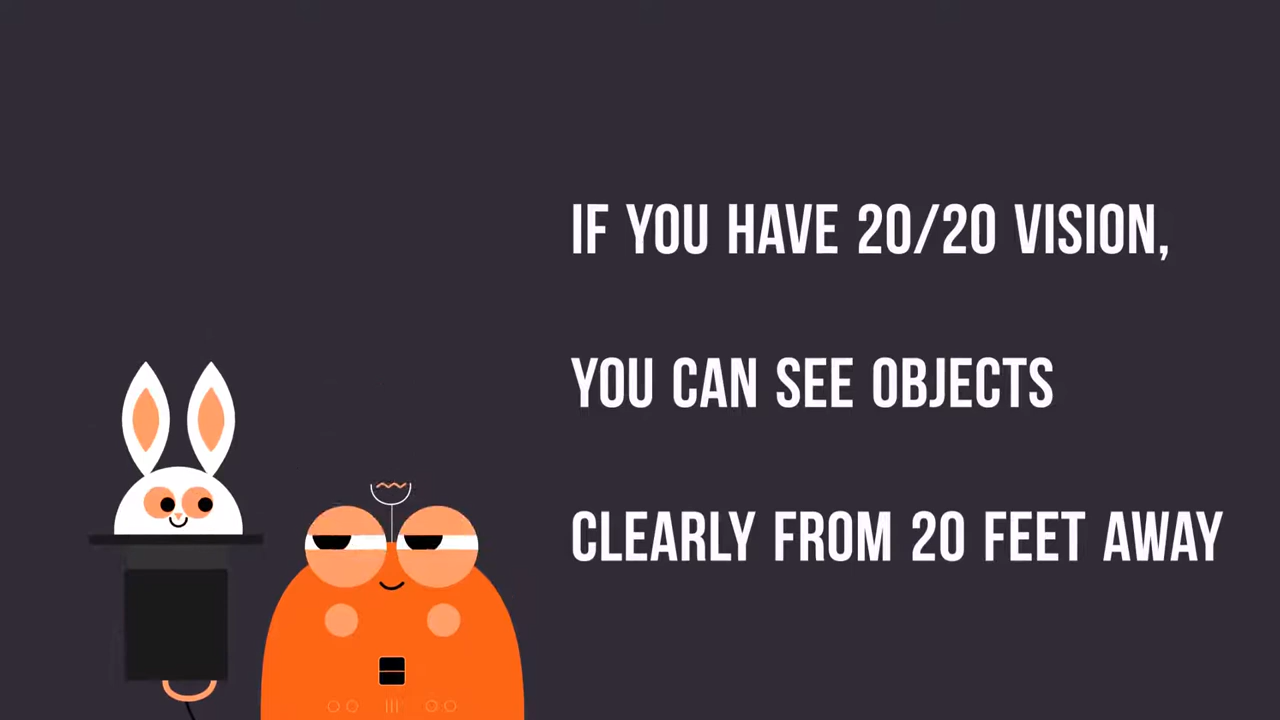 IF YOU HAVE 20/20 VISION,
YOU CAN SEE OBJECTS
CLEARLY FROM 20 FEET AWAY